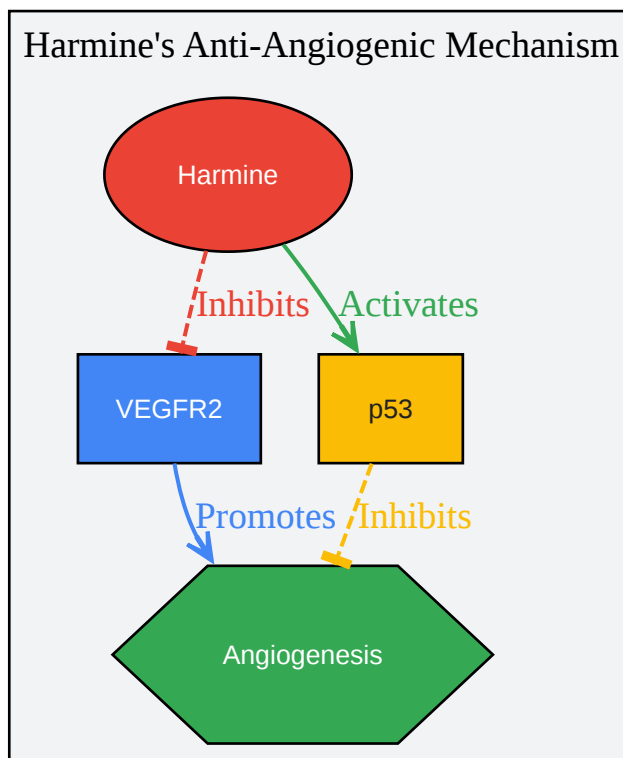 Harmine's Anti-Angiogenic Mechanism
Harmine
Inhibits
Activates
VEGFR2
p53
Promotes
Inhibits
Angiogenesis